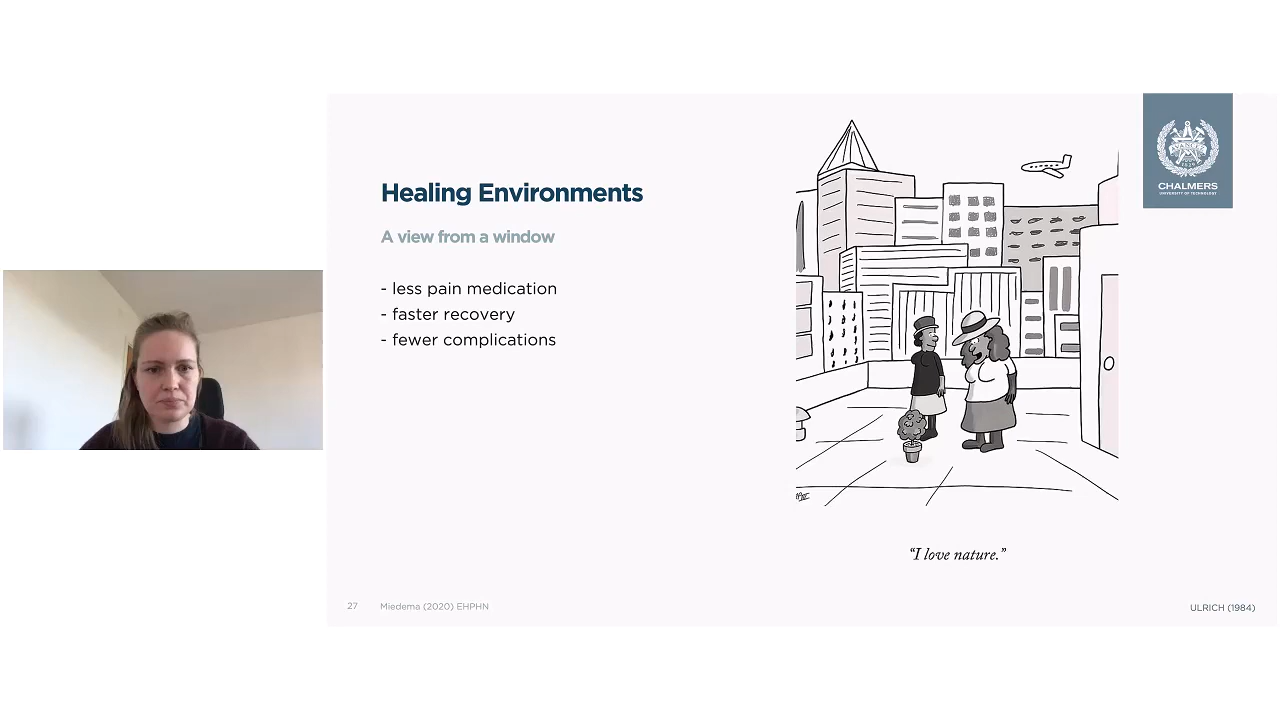 Healing Environments
A view from a window
- less pain medication
- faster recovery
- fewer complications
AVANCEZ
CHALMERS
UNIVERSITY OF TECHNOLOGY
“I love nature.”
27
Miedema (2020) EHPHN
ULRICH (1984)